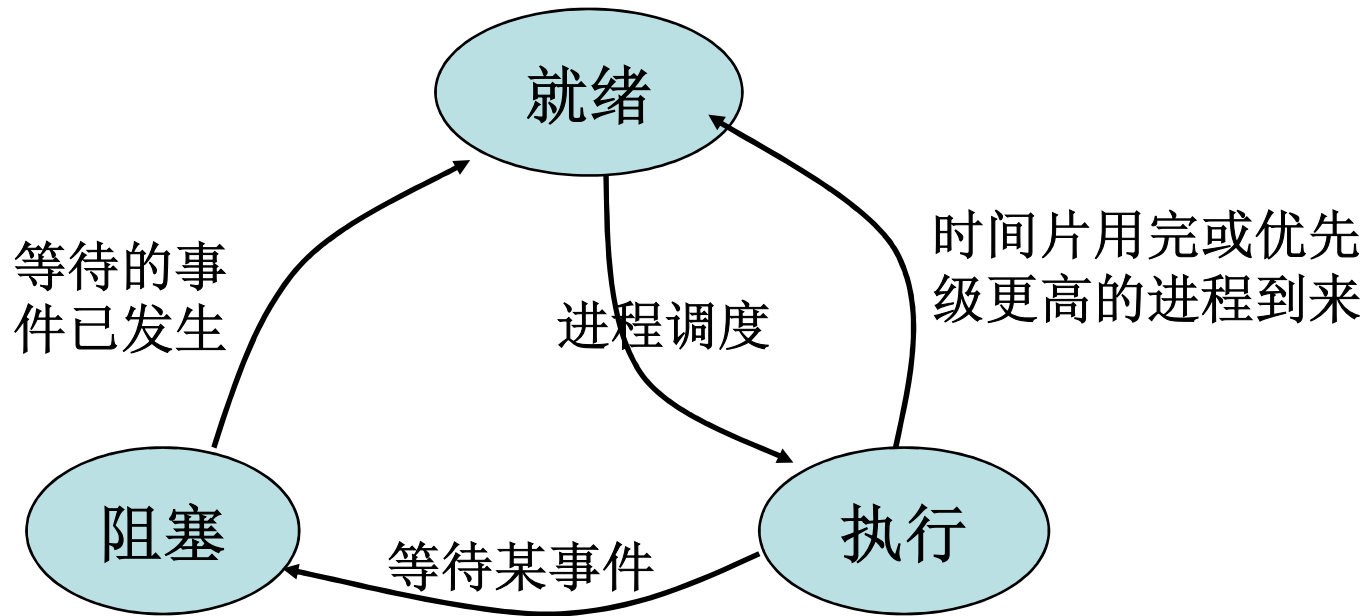 就绪
时间片用完或优先
级更高的进程到来
等待的事
件已发生
进程调度
阻塞
执行
等待某事件